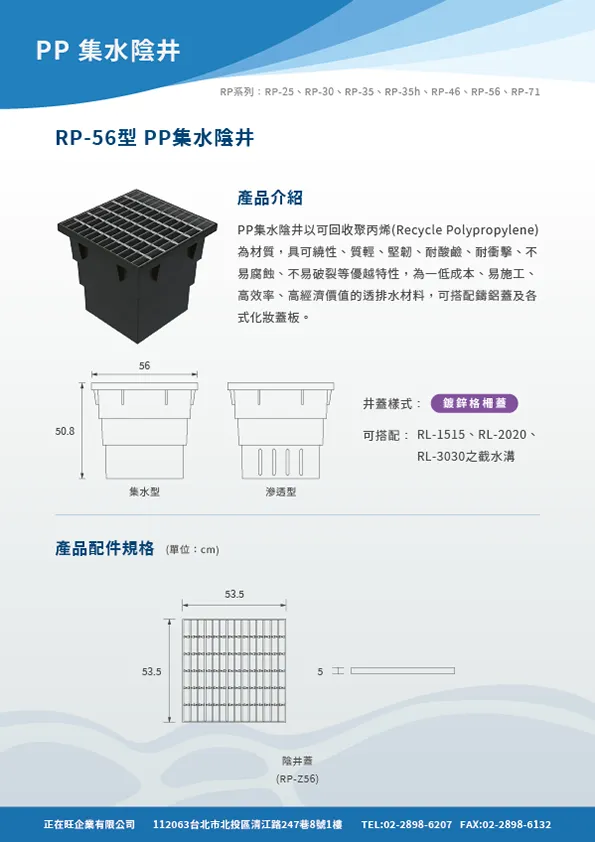 PP 集水陰井
RP系列：RP-25、RP-30、RP-35、RP-35h、RP-46、RP-56、RP-71
RP-56型 PP集水陰井
產品介紹
PP集水陰井以可回收聚丙烯(Recycle Polypropylene)
為材質，具可繞性、質輕、堅韌、耐酸鹼、耐衝擊、不
易腐蝕、不易破裂等優越特性，為一低成本、易施工、
高效率、高經濟價值的透排水材料，可搭配鑄鋁蓋及各
式化妝蓋板。
56
50.8
集水型
滲透型
井蓋樣式：
鍍鋅格柵蓋
可搭配： RL-1515、RL-2020、
RL-3030之截水溝
產品配件規格 (單位：cm)
53.5
53.5
5
陰井蓋
(RP-Z56)
正在旺企業有限公司 112063台北市北投區清江路247巷8號1樓 TEL:02-2898-6207 FAX:02-2898-6132